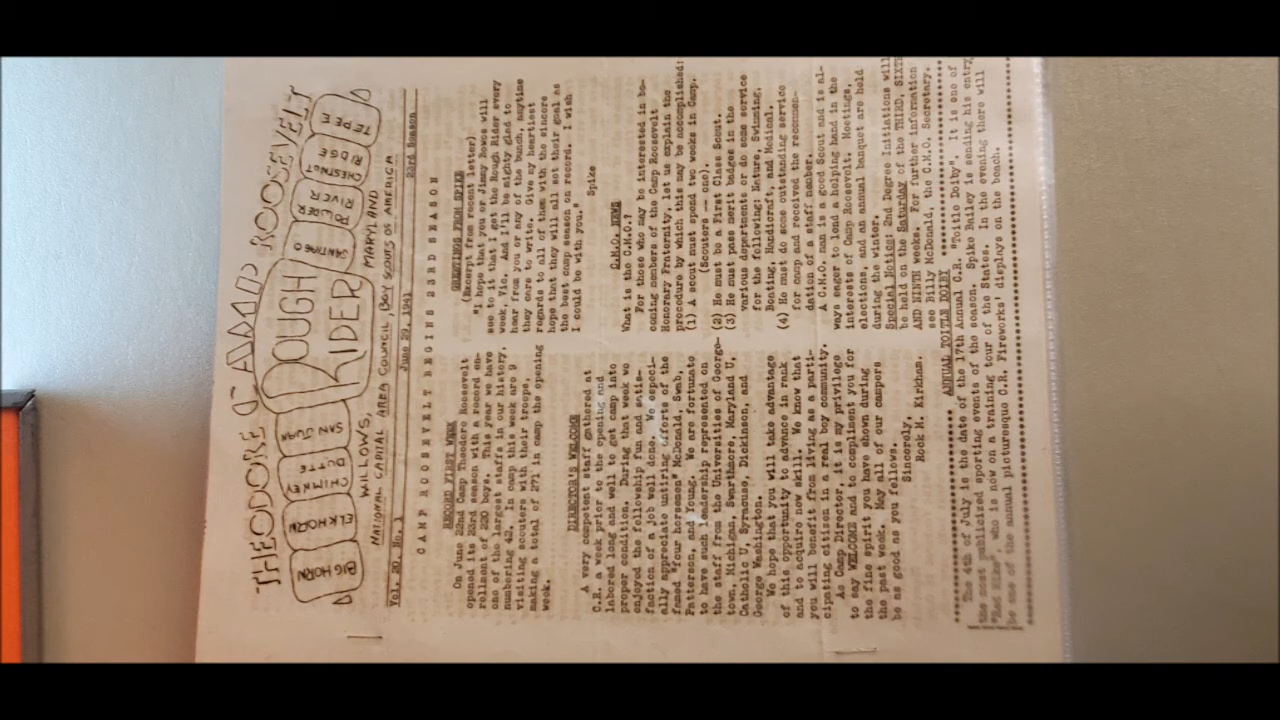 THEODORE CAMP ROOSEVELT
BIG HORN
ELKHORN
CHIMNEY BUTTE
SAN JUAN
ROUGH RIDER
SANTIAGO
POWDER RIVER
CHESTNUT RIDGE
TEPEE
WILLOWS, MARYLAND
NATIONAL CAPITAL AREA COUNCIL (BOY SCOUTS OF AMERICA
Vol. 20 No. 1 June 29, 1941 23rd Season
CAMP ROOSEVELT BEGINS 23RD SEASON
RECORD FIRST WEEK
On June 22nd Camp Theodore Roosevelt
opened its 23rd season with a record en-
rollment of 220 boys. This year we have
one of the largest staffs in our history,
numbering 42. In camp this week are 9
visiting scouters with their troops,
making a total of 271 in camp the opening
week.
DIRECTOR'S WELCOME
A very competent staff gathered at
C.R. a week prior to the opening and
labored long and well to get camp into
proper condition. During that week we
enjoyed the fellowship fun and satis-
faction of a job well done. We especi-
ally appreciate untiring efforts of the
famed "four horsemen" McDonald, Swab,
Patterson, and Young. We are fortunate
to have such leadership represented on
the staff from the Universities of George-
town, Michigan, Swarthmore, Maryland U,
Catholic U, Syracuse, Dickinson, and
George Washington.
We hope that you will take advantage
of this opportunity to advance in rank
and to acquire new skill. We know that
you will benefit from living as a parti-
cipating citizen in a real boy community.
As Camp Director, it is my privilege
to say WELCOME and to compliment you for
the fine spirit you have shown during
the past week. May all of our campers
be as good as you fellows.
Sincerely,
Rock M. Kirkham.
GREETINGS FROM SPIKE
(Excerpt from recent letter)
"I hope that you or Jimmy Bowes will
see to it that I get the Rough Rider every
week, Vic. And I'll be mighty glad to
hear from you or any of the bunch, anytime
they care to write. Give my heartiest
regards to all of them with the sincere
hope that they will all set their goal as
the best camp season on record. I wish
I could be with you."
Spike
C.M.O. NEWS
What is the C.M.O.?
For those who may be interested in be-
coming members of the Camp Roosevelt
Honorary Fraternity, let us explain the
procedure by which this may be accomplished:
(1) A scout must spend two weeks in Camp.
(Scouters -- one).
(2) He must be a First Class Scout.
(3) He must pass merit badges in the
various departments or do some service
for the following: Nature, Swimming,
Boating, Handicraft, and Medical.
(4) He must do some outstanding service
for camp and received the recommen-
dation of a staff member.
A C.M.O. man is a good Scout and is al-
ways eager to lend a helping hand in the
interests of Camp Roosevelt. Meetings,
elections, and an annual banquet are held
during the winter.
Special Notice: 2nd Degree Initiations will
be held on the Saturday of the THIRD, SIXTH
AND NINTH weeks. For further information
see Billy McDonald, the C.M.O. Secretary.
ANNUAL TOITLE DOIBY
The 4th of July is the date of the 17th Annual C.R. "Toitle Doiby". It is one of
the most publicized sporting events of the season. Spike Bailey is sending his entry
who is now on a training tour of the States. In the evening there will
be one of the annual picturesque C.R. Fireworks' displays on the beach.